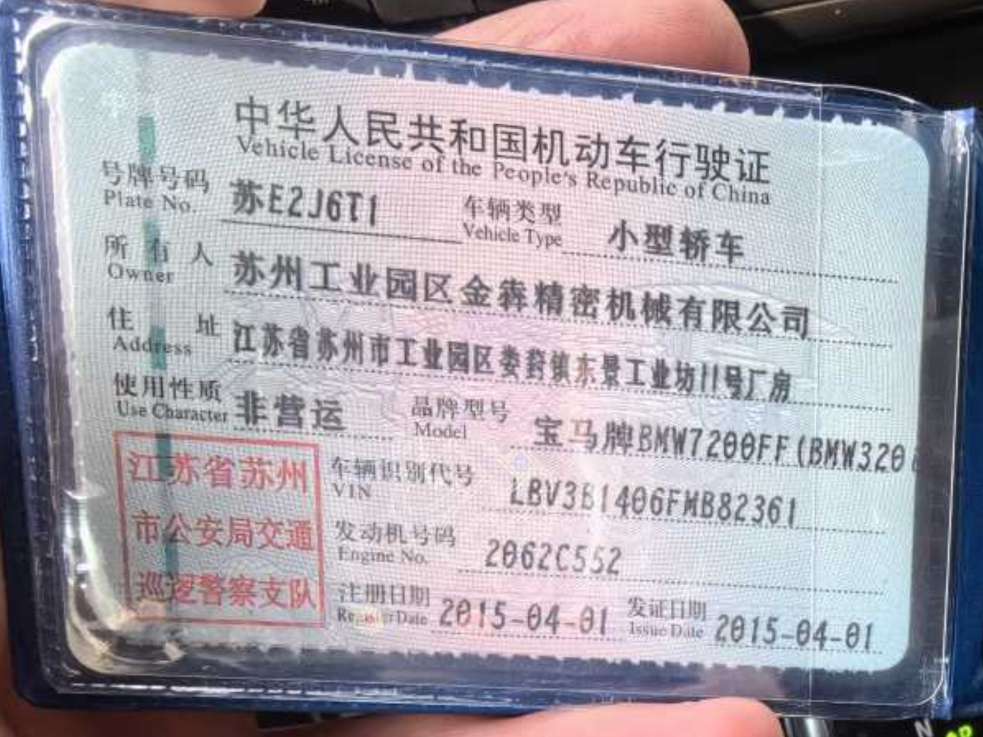 中华人民共和国机动车行驶证
Vehicle License of the People's Republic of China
号牌号码 苏E2J6T1 车辆类型 小型轿车
Plate No. Vehicle Type
所有人 苏州工业园区金犇精密机械有限公司
Owner
住址 江苏省苏州市工业园区娄葑镇东景工业坊11号厂房
Address
使用性质 非营运 品牌型号 宝马牌BMW7200FF(BMW320
Use Character Model
江苏省苏州 车辆识别代号 LBV3B1406FMB82361
VIN
市公安局交通 发动机号码 2062C552
Engine No.
巡逻警察支队 注册日期 2015-04-01 发证日期 2015-04-01
Register Date Issue Date